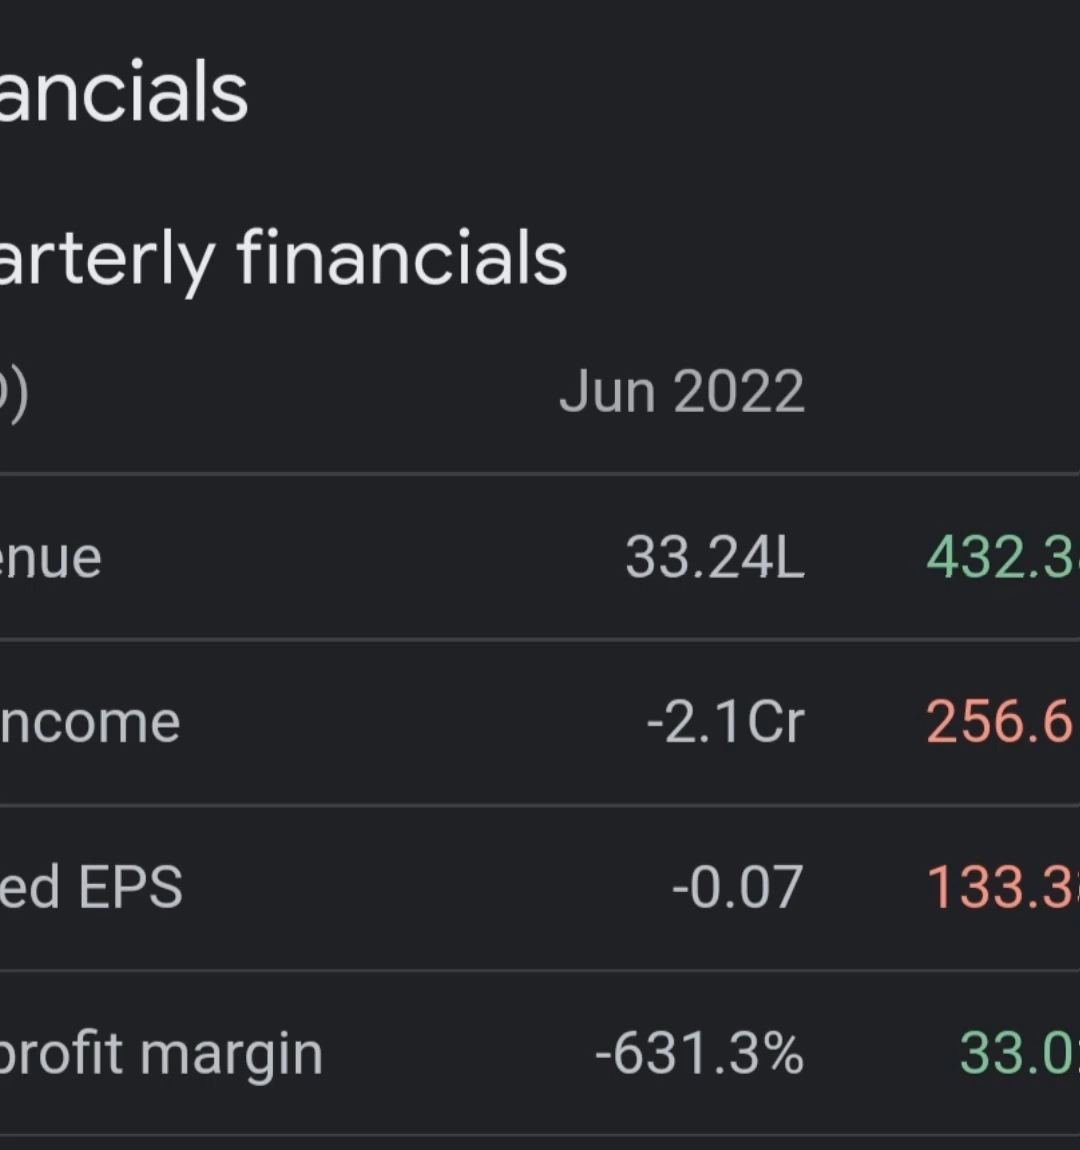 ancials
arterly financials
) Jun 2022
enue 33.24L 432.3
ncome -2.1Cr 256.6
ed EPS -0.07 133.3
profit margin -631.3% 33.0